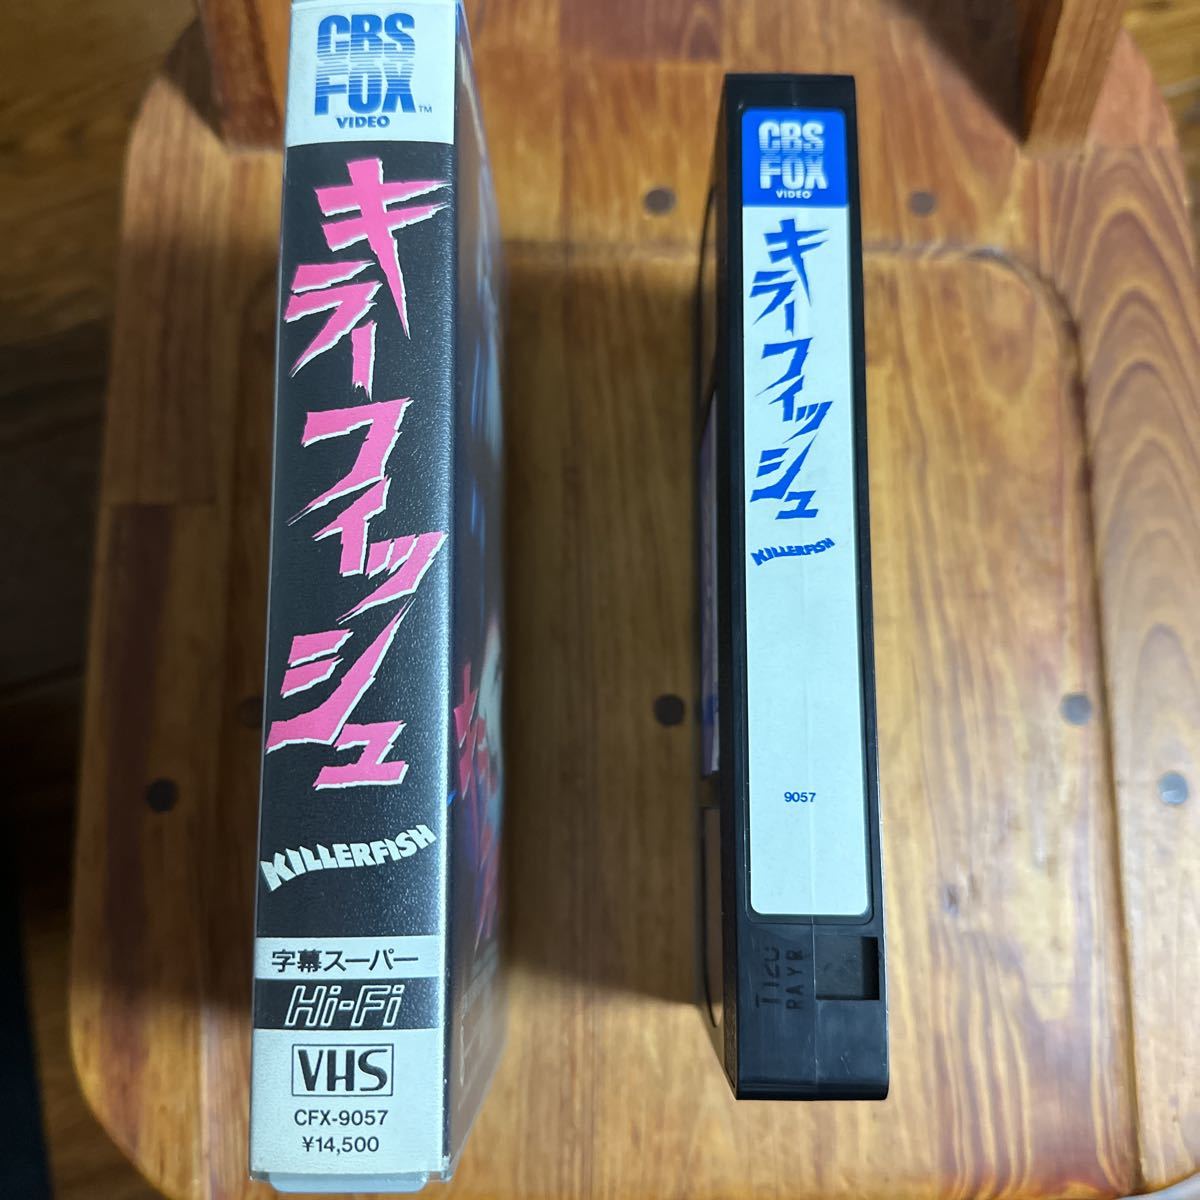 CBS
FOX
VIDEO
TM
キラーフィッシュ
KILLERFISH
字幕スーパー
Hi-Fi
VHS
CFX-9057
¥14,500
CBS
FOX
VIDEO
キラーフィッシュ
KILLERFISH
9057
T120